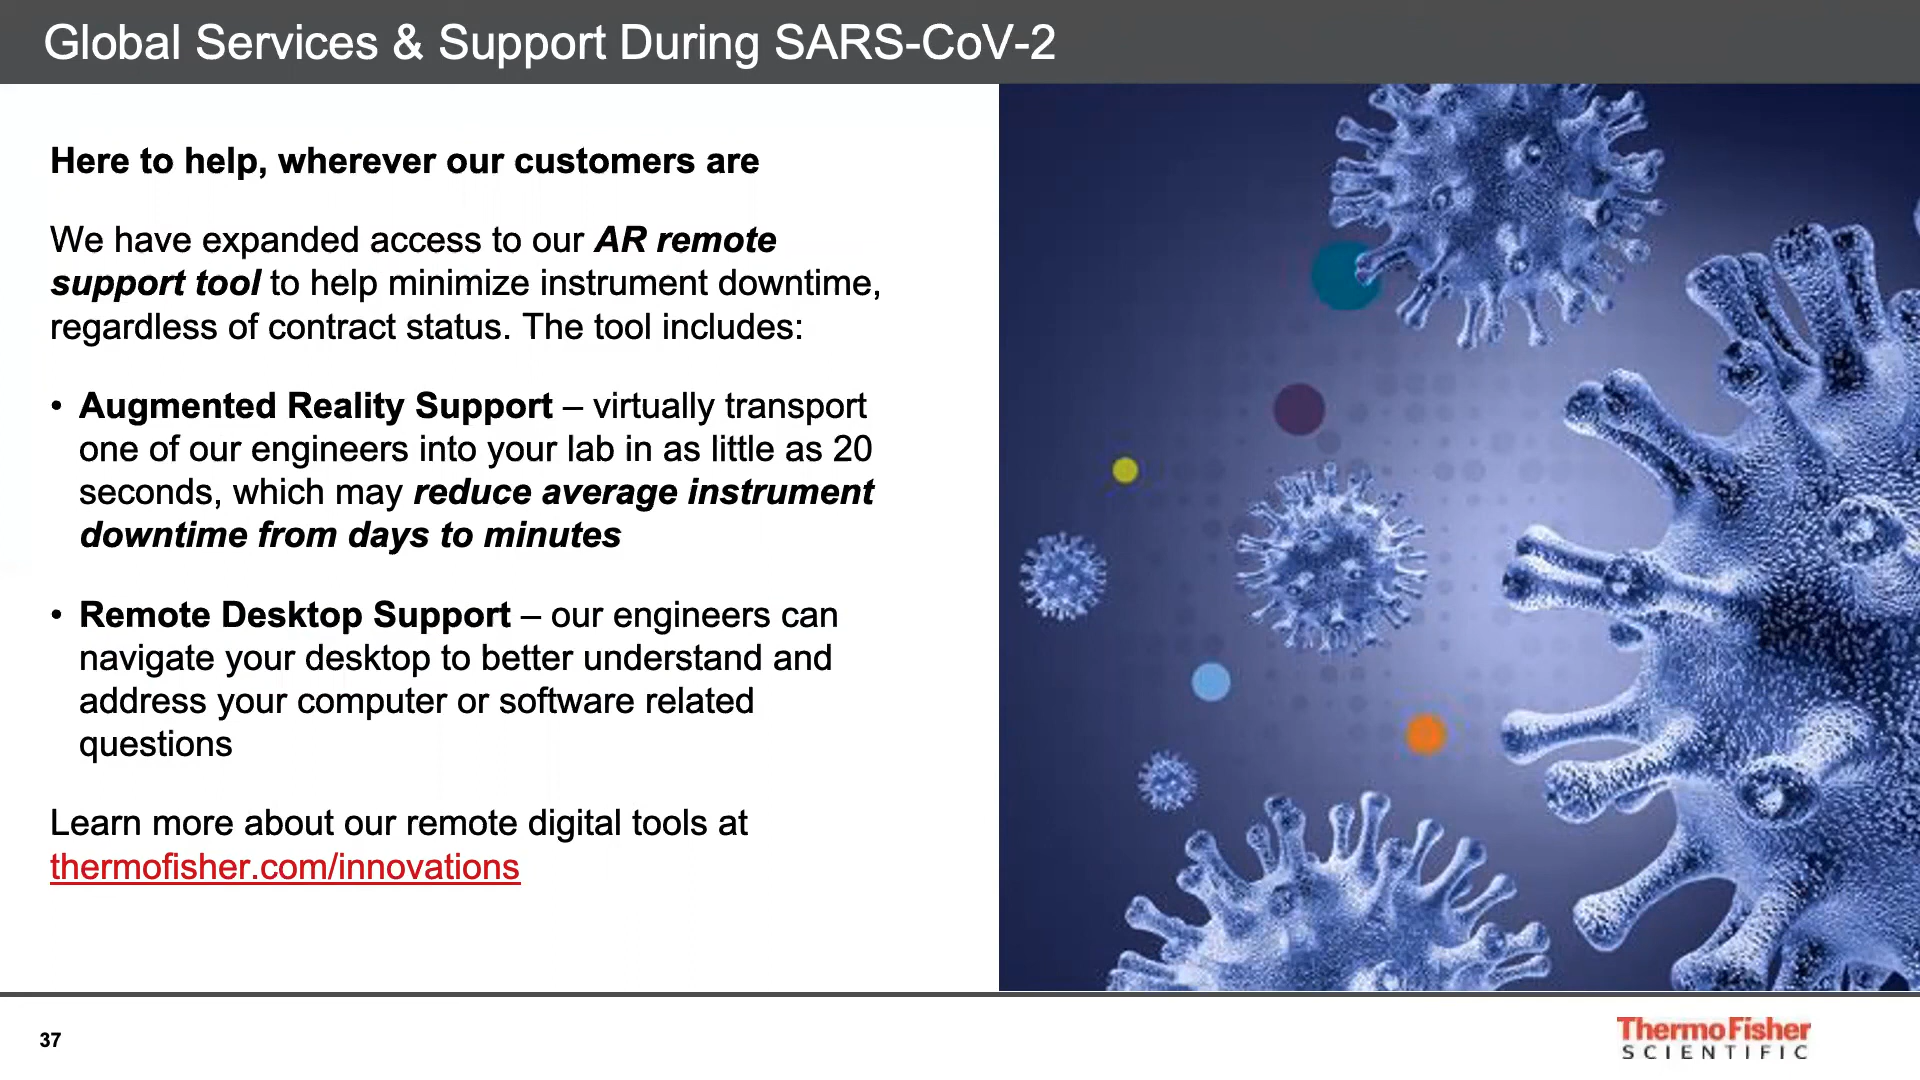 Global Services & Support During SARS-CoV-2
Here to help, wherever our customers are
We have expanded access to our AR remote
support tool to help minimize instrument downtime,
regardless of contract status. The tool includes:
• Augmented Reality Support – virtually transport
one of our engineers into your lab in as little as 20
seconds, which may reduce average instrument
downtime from days to minutes
• Remote Desktop Support – our engineers can
navigate your desktop to better understand and
address your computer or software related
questions
Learn more about our remote digital tools at
thermofisher.com/innovations
37
ThermoFisher
SCIENTIFIC